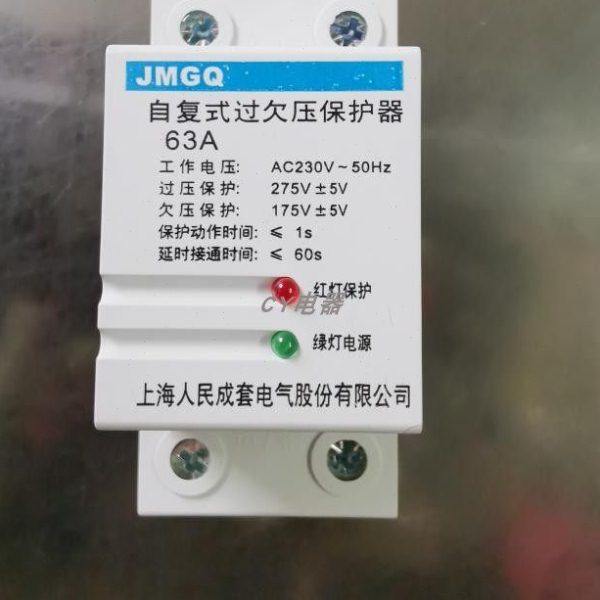 JMGQ
自复式过欠压保护器
63A
工作电压: AC230V~50Hz
过压保护: 275V±5V
欠压保护: 175V±5V
保护动作时间: ≤ 1s
延时接通时间: ≤ 60s
红灯保护
CY电器
绿灯电源
上海人民成套电气股份有限公司